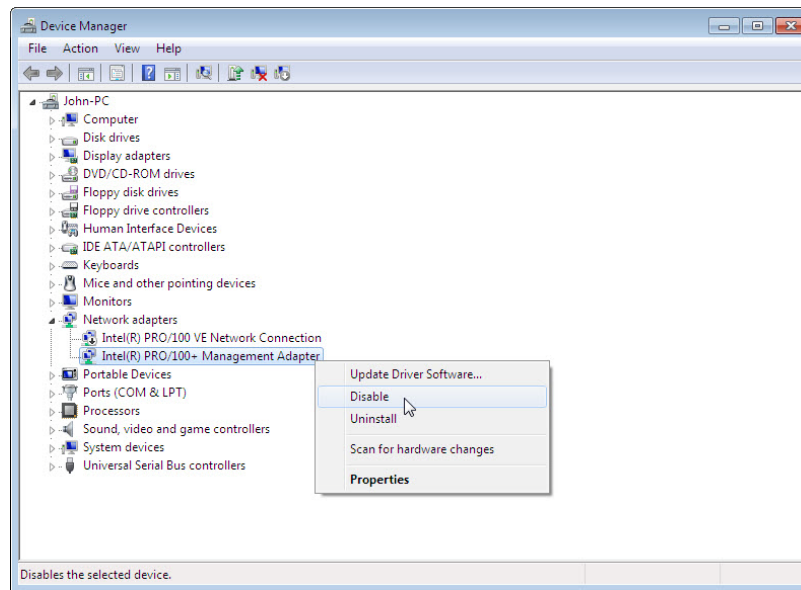 Device Manager
File Action View Help
John-PC
Computer
Disk drives
Display adapters
DVD/CD-ROM drives
Floppy disk drives
Floppy drive controllers
Human Interface Devices
IDE ATA/ATAPI controllers
Keyboards
Mice and other pointing devices
Monitors
Network adapters
Intel(R) PRO/100 VE Network Connection
Intel(R) PRO/100+ Management Adapter
Portable Devices
Ports (COM & LPT)
Processors
Sound, video and game controllers
System devices
Universal Serial Bus controllers
Update Driver Software...
Disable
Uninstall
Scan for hardware changes
Properties
Disables the selected device.